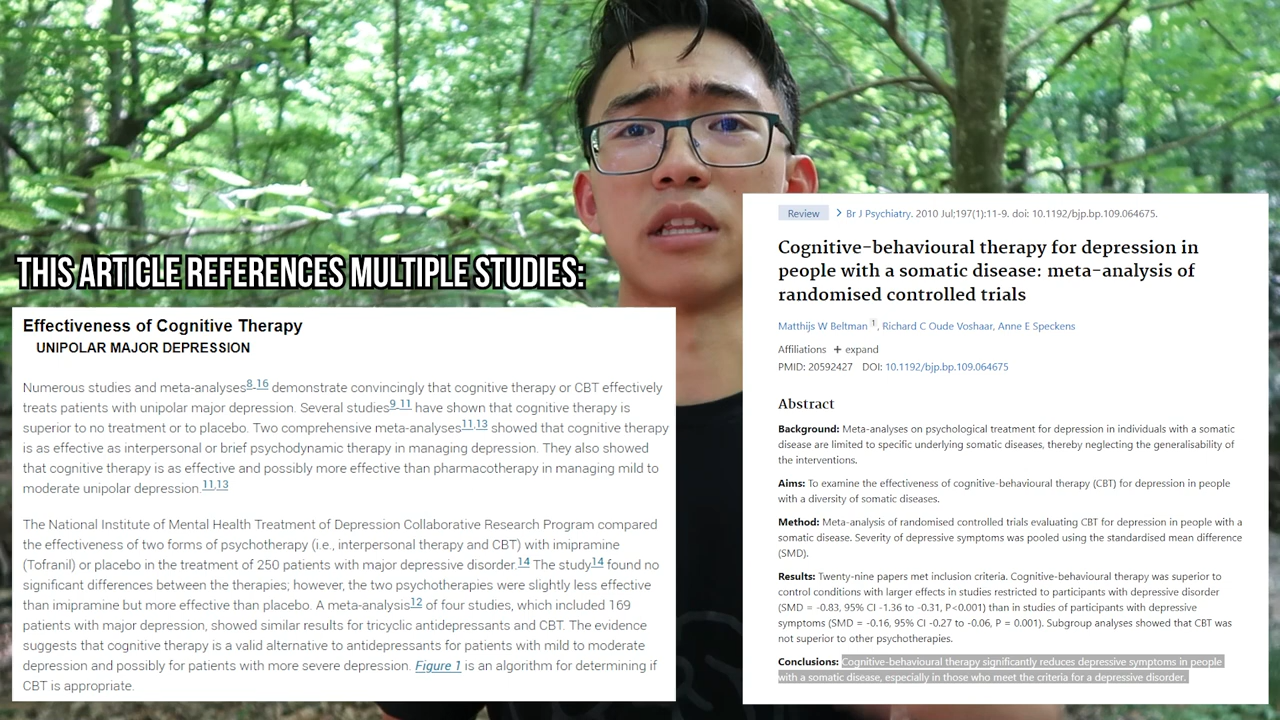 THIS ARTICLE REFERENCES MULTIPLE STUDIES:
Effectiveness of Cognitive Therapy
UNIPOLAR MAJOR DEPRESSION
Numerous studies and meta-analyses8-16 demonstrate convincingly that cognitive therapy or CBT effectively
treats patients with unipolar major depression. Several studies9-11 have shown that cognitive therapy is
superior to no treatment or to placebo. Two comprehensive meta-analyses11,13 showed that cognitive therapy
is as effective as interpersonal or brief psychodynamic therapy in managing depression. They also showed
that cognitive therapy is as effective and possibly more effective than pharmacotherapy in managing mild to
moderate unipolar depression.11,13
The National Institute of Mental Health Treatment of Depression Collaborative Research Program compared
the effectiveness of two forms of psychotherapy (i.e., interpersonal therapy and CBT) with imipramine
(Tofranil) or placebo in the treatment of 250 patients with major depressive disorder.14 The study14 found no
significant differences between the therapies; however, the two psychotherapies were slightly less effective
than imipramine but more effective than placebo. A meta-analysis12 of four studies, which included 169
patients with major depression, showed similar results for tricyclic antidepressants and CBT. The evidence
suggests that cognitive therapy is a valid alternative to antidepressants for patients with mild to moderate
depression and possibly for patients with more severe depression. Figure 1 is an algorithm for determining if
CBT is appropriate.
Review > Br J Psychiatry. 2010 Jul;197(1):11-9. doi: 10.1192/bjp.bp.109.064675.
Cognitive-behavioural therapy for depression in
people with a somatic disease: meta-analysis of
randomised controlled trials
Matthijs W Beltman 1, Richard C Oude Voshaar, Anne E Speckens
Affiliations + expand
PMID: 20592427 DOI: 10.1192/bjp.bp.109.064675
Abstract
Background: Meta-analyses on psychological treatment for depression in individuals with a somatic
disease are limited to specific underlying somatic diseases, thereby neglecting the generalisability of
the interventions.
Aims: To examine the effectiveness of cognitive-behavioural therapy (CBT) for depression in people
with a diversity of somatic diseases.
Method: Meta-analysis of randomised controlled trials evaluating CBT for depression in people with a
somatic disease. Severity of depressive symptoms was pooled using the standardised mean difference
(SMD).
Results: Twenty-nine papers met inclusion criteria. Cognitive-behavioural therapy was superior to
control conditions with larger effects in studies restricted to participants with depressive disorder
(SMD = -0.83, 95% CI -1.36 to -0.31, P<0.001) than in studies of participants with depressive
symptoms (SMD = -0.16, 95% CI -0.27 to -0.06, P = 0.001). Subgroup analyses showed that CBT was
not superior to other psychotherapies.
Conclusions: Cognitive-behavioural therapy significantly reduces depressive symptoms in people
with a somatic disease, especially in those who meet the criteria for a depressive disorder.